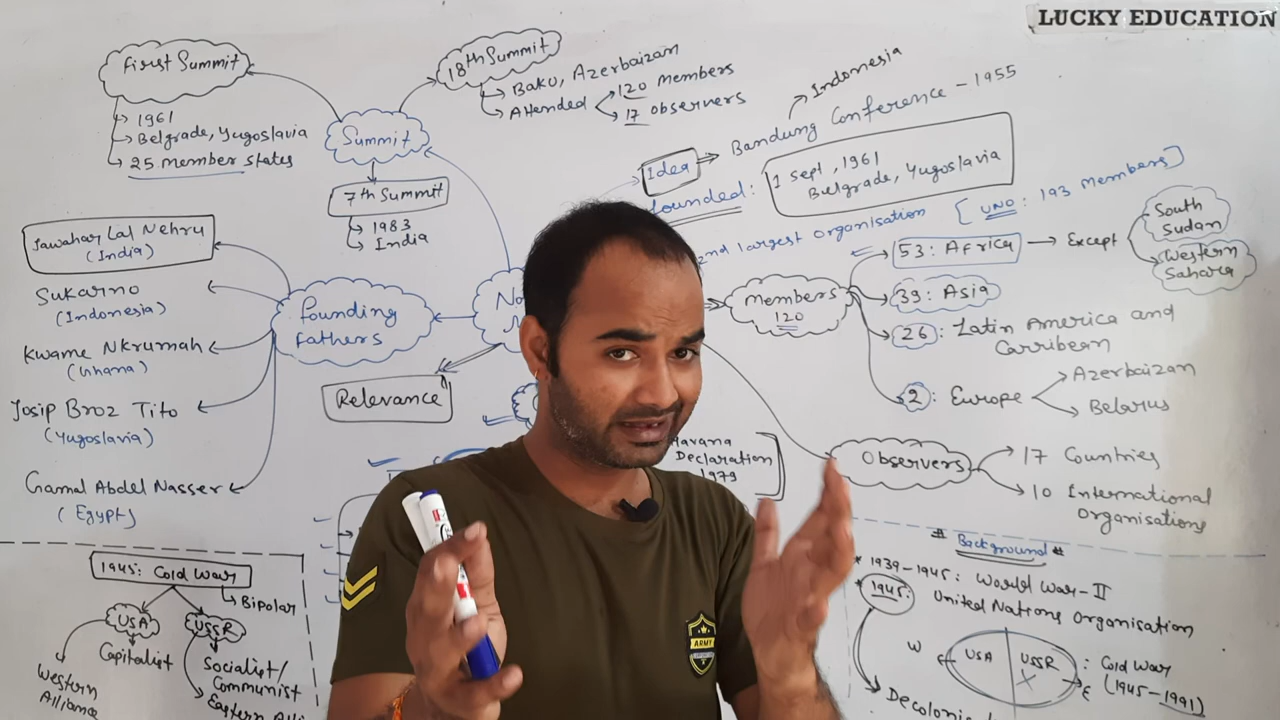 LUCKY EDUCATION
First Summit
1961
Belgrade, Yugoslavia
25 member states
18th Summit
Baku, Azerbaizan
Attended
120 Members
17 observers
Summit
7th Summit
1983
India
Idea
Bandung Conference - 1955
Indonesia
founded:
1 sept, 1961
Belgrade, Yugoslavia
2nd largest organisation [UNO: 193 Members]
Jawahar Lal Nehru
(India)
Sukarno
(Indonesia)
Kwame Nkrumah
(Ghana)
Josip Broz Tito
(Yugoslavia)
Gamal Abdel Nasser
(Egypt)
founding
Fathers
Relevance
Members
120
53: Africa
Except
South
Sudan
Western
Sahara
39: Asia
26: Latin America and
Carribean
2: Europe
Azerbaizan
Belarus
Observers
17 Countries
10 International
Organisations
Havana
Declaration
1979
1945: Cold War
Bipolar
USA
USSR
Capitalist
Western
Alliance
Socialist/
Communist
Eastern
# Background #
* 1939-1945: World War-II
* 1945:
United Nations Organisation
W
USA
USSR
E
: Cold War
(1945-1991)
ARMY